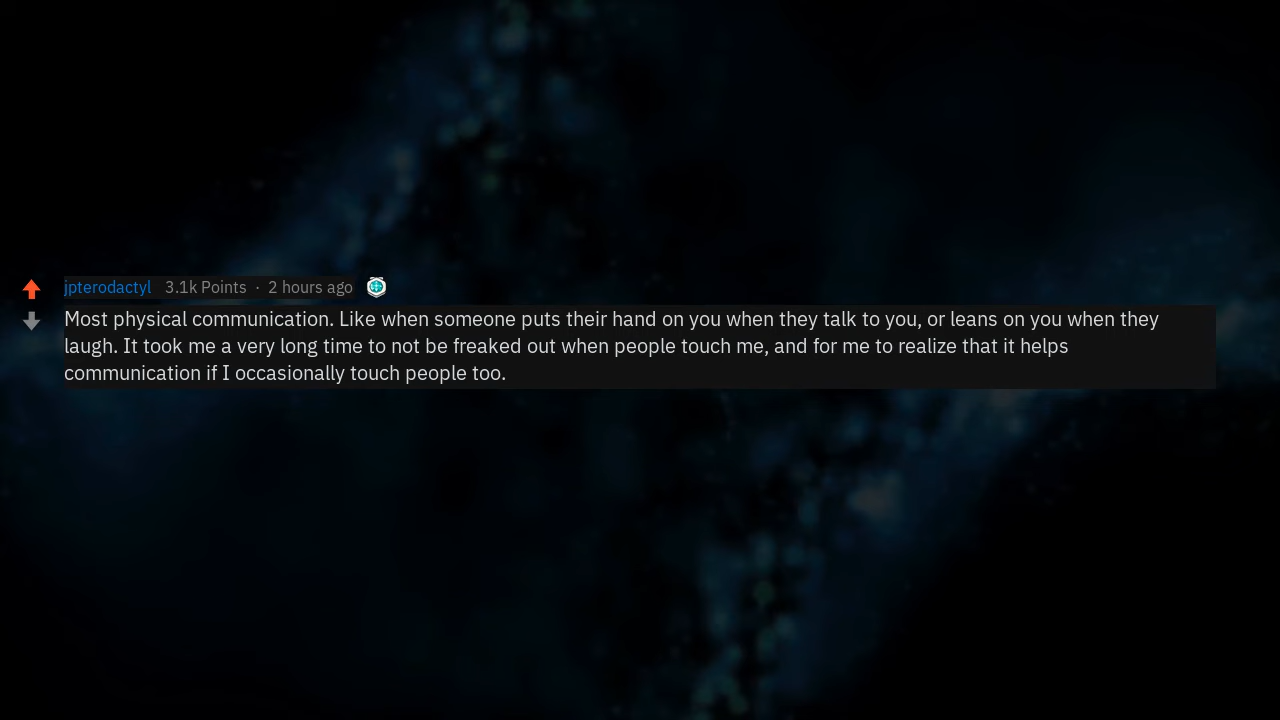 jpterodactyl 3.1k Points · 2 hours ago
Most physical communication. Like when someone puts their hand on you when they talk to you, or leans on you when they
laugh. It took me a very long time to not be freaked out when people touch me, and for me to realize that it helps
communication if I occasionally touch people too.